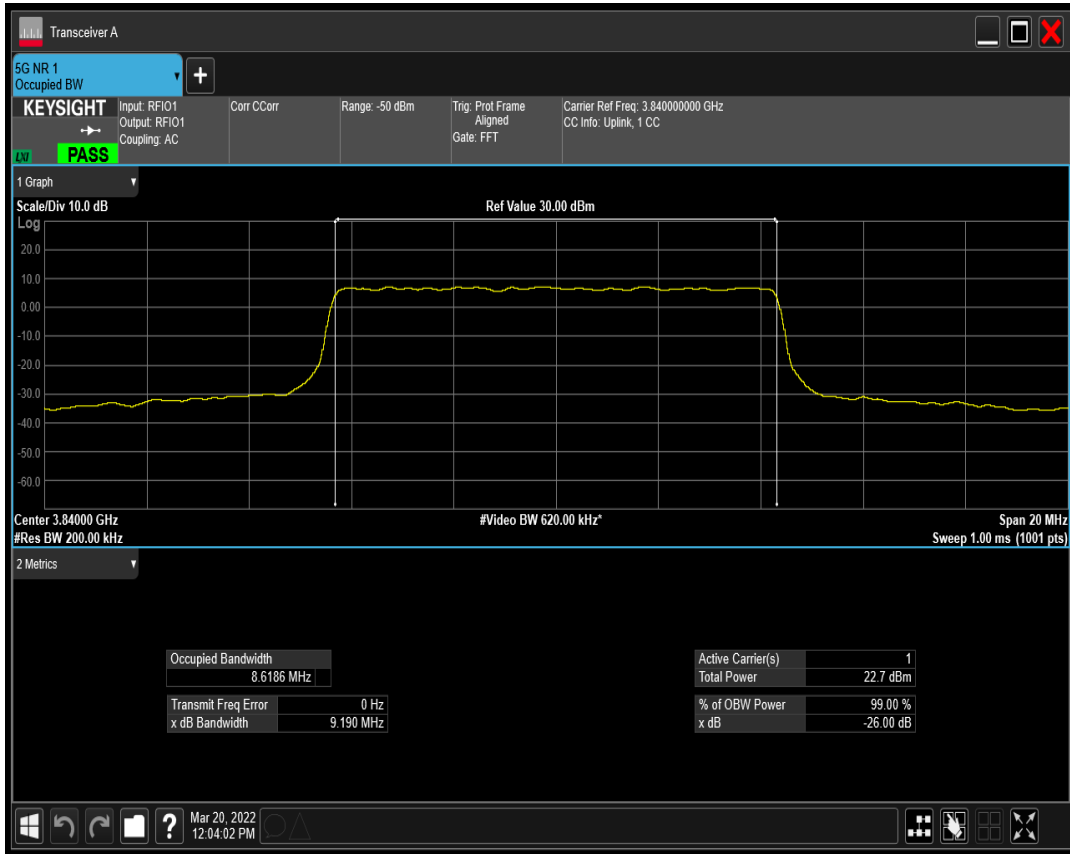 Transceiver A
5G NR 1
Occupied BW
+
KEYSIGHT
LXI
PASS
Input: RFIO1
Output: RFIO1
Coupling: AC
Corr CCorr
Range: -50 dBm
Trig: Prot Frame
Aligned
Gate: FFT
Carrier Ref Freq: 3.840000000 GHz
CC Info: Uplink, 1 CC
1 Graph
Scale/Div 10.0 dB
Ref Value 30.00 dBm
Log
20.0
10.0
0.00
-10.0
-20.0
-30.0
-40.0
-50.0
-60.0
Center 3.84000 GHz
#Video BW 620.00 kHz*
Span 20 MHz
#Res BW 200.00 kHz
Sweep 1.00 ms (1001 pts)
2 Metrics
Occupied Bandwidth
8.6186 MHz
Transmit Freq Error 0 Hz
x dB Bandwidth 9.190 MHz
Active Carrier(s) 1
Total Power 22.7 dBm
% of OBW Power 99.00 %
x dB -26.00 dB
?
Mar 20, 2022
12:04:02 PM